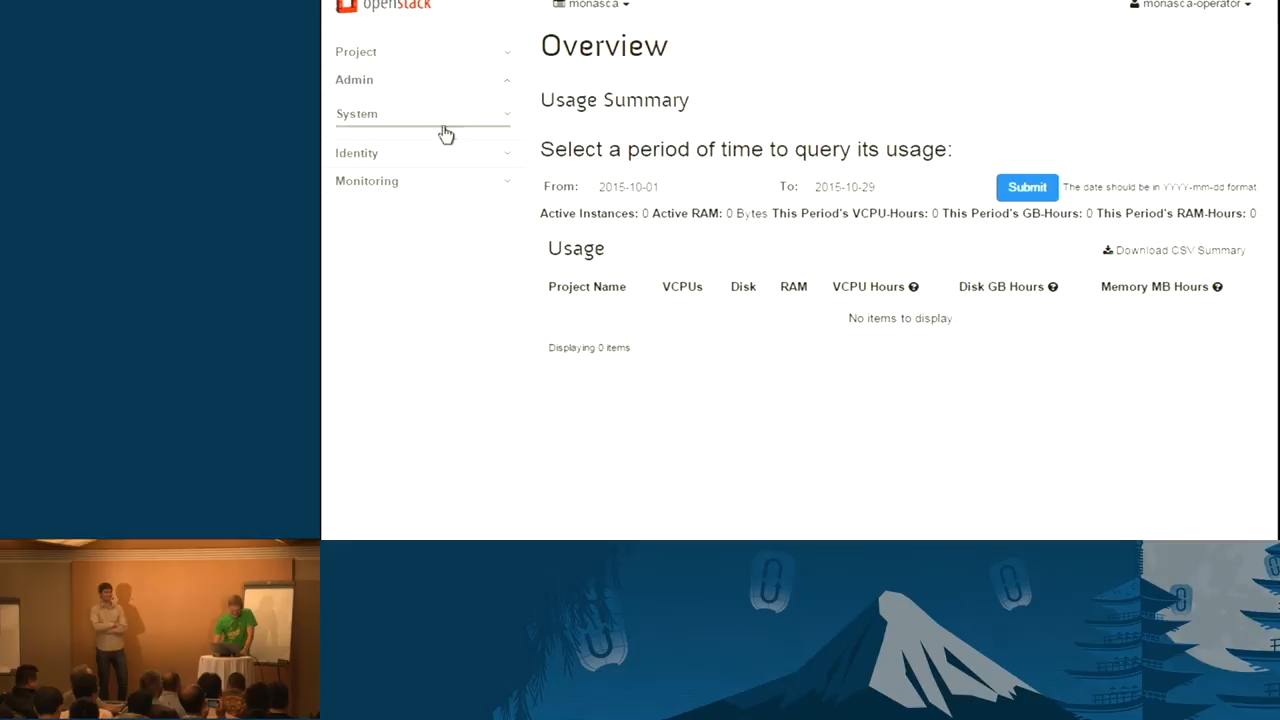 openstack
monasca
monasca-operator
Project
Admin
System
Identity
Monitoring
Overview
Usage Summary
Select a period of time to query its usage:
From: 2015-10-01 To: 2015-10-29 Submit The date should be in YYYY-mm-dd format
Active Instances: 0 Active RAM: 0 Bytes This Period's VCPU-Hours: 0 This Period's GB-Hours: 0 This Period's RAM-Hours: 0
Usage
Download CSV Summary
Project Name VCPUs Disk RAM VCPU Hours Disk GB Hours Memory MB Hours
No items to display
Displaying 0 items